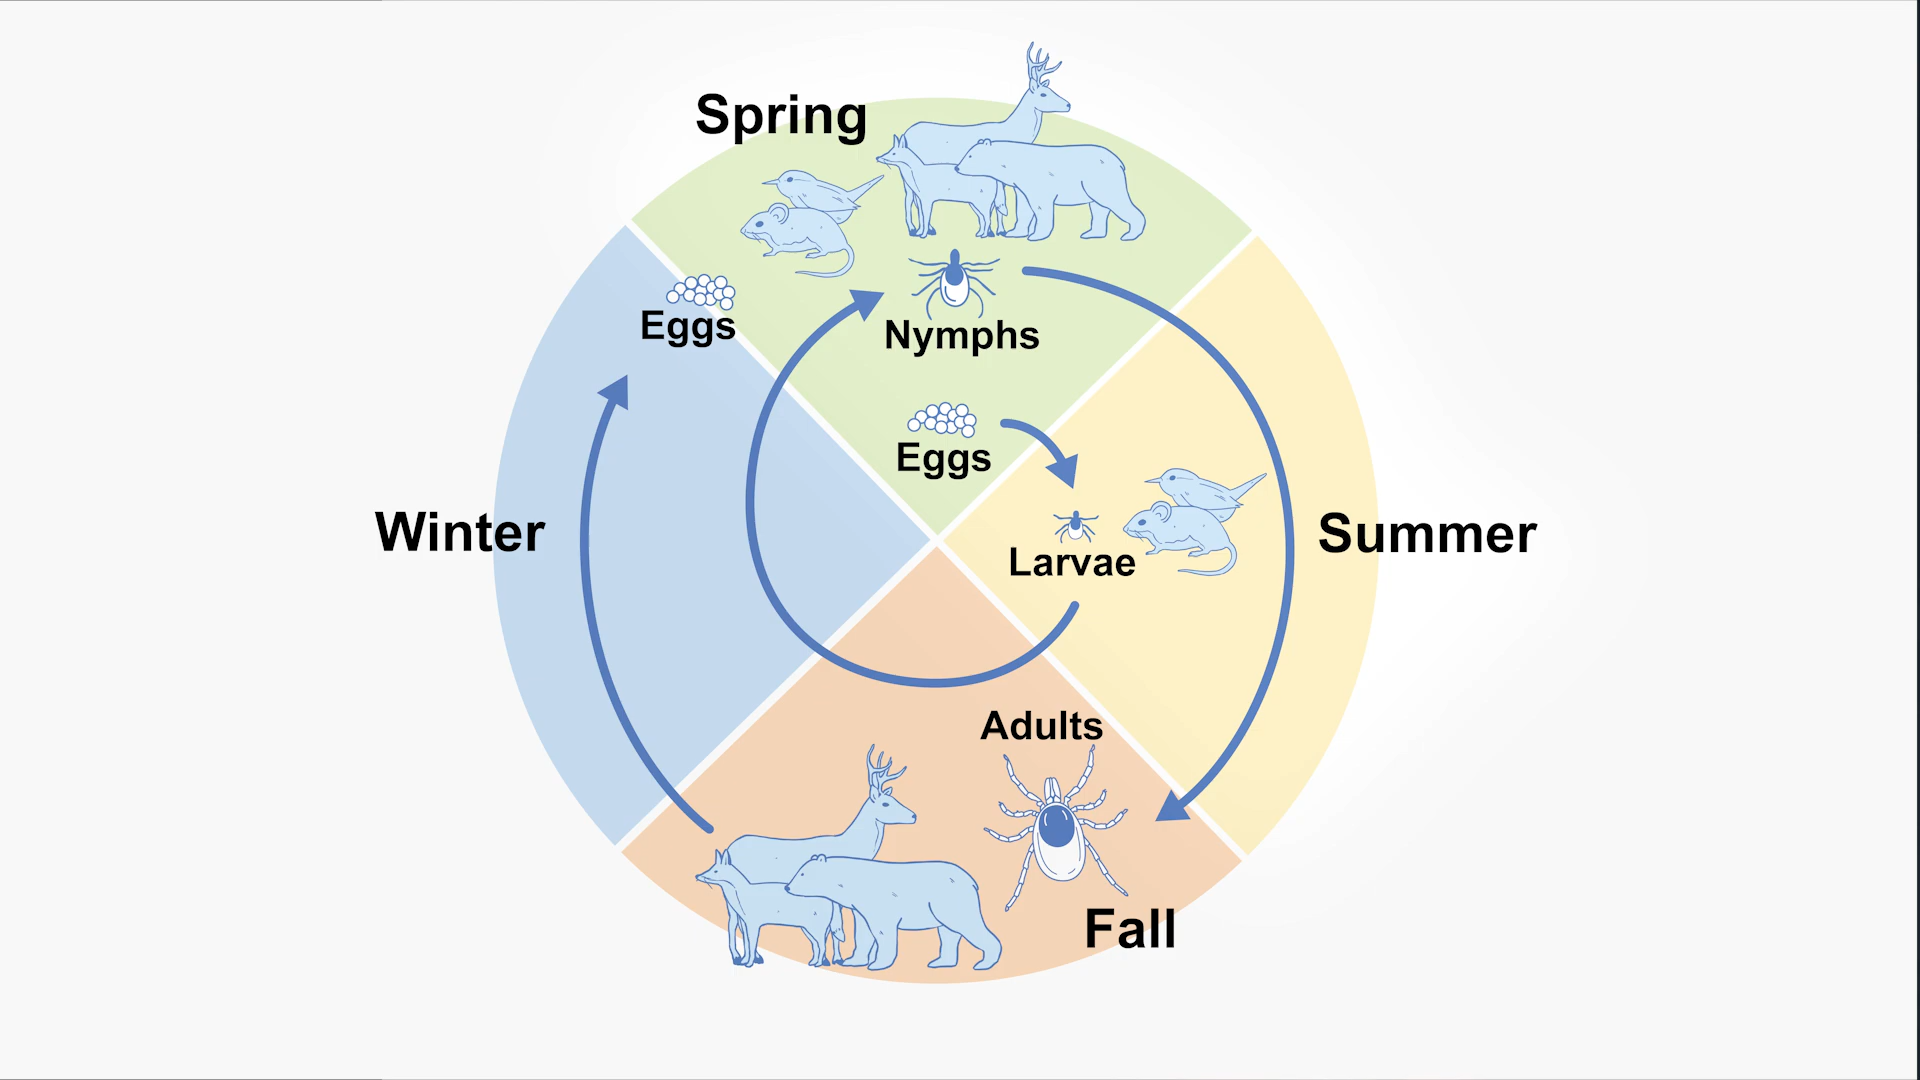 Spring
Eggs
Nymphs
Eggs
Winter
Summer
Larvae
Adults
Fall